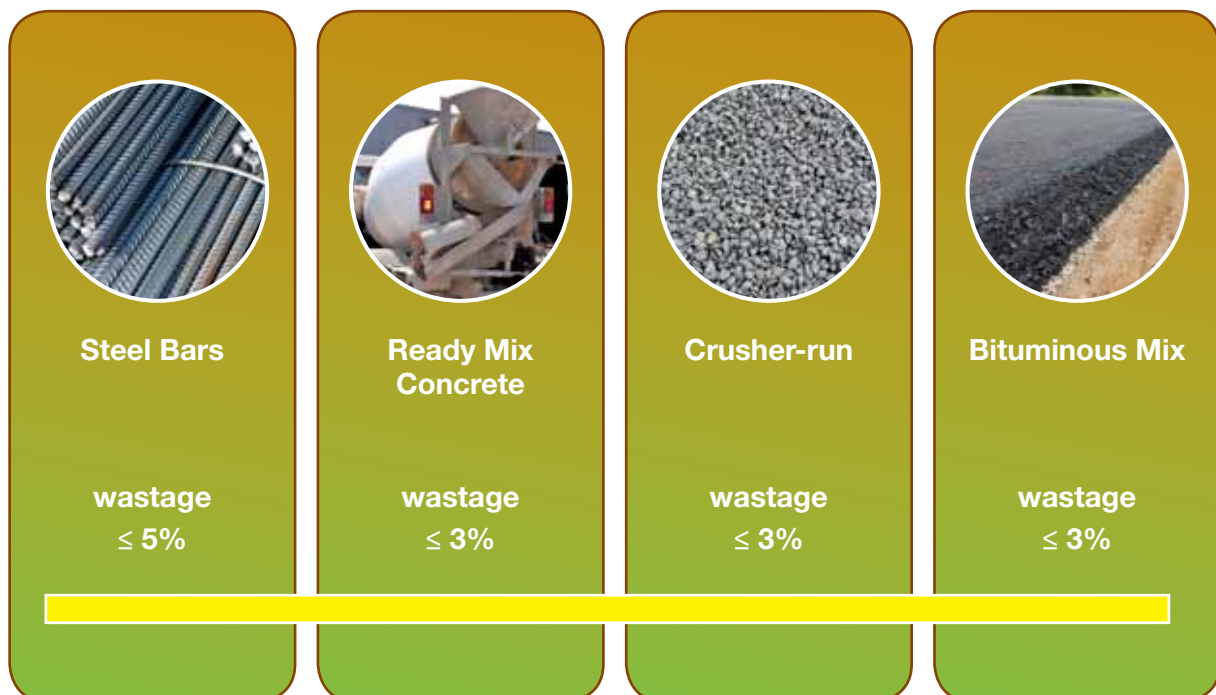 Steel Bars
wastage
≤ 5%
Ready Mix
Concrete
wastage
≤ 3%
Crusher-run
wastage
≤ 3%
Bituminous Mix
wastage
≤ 3%